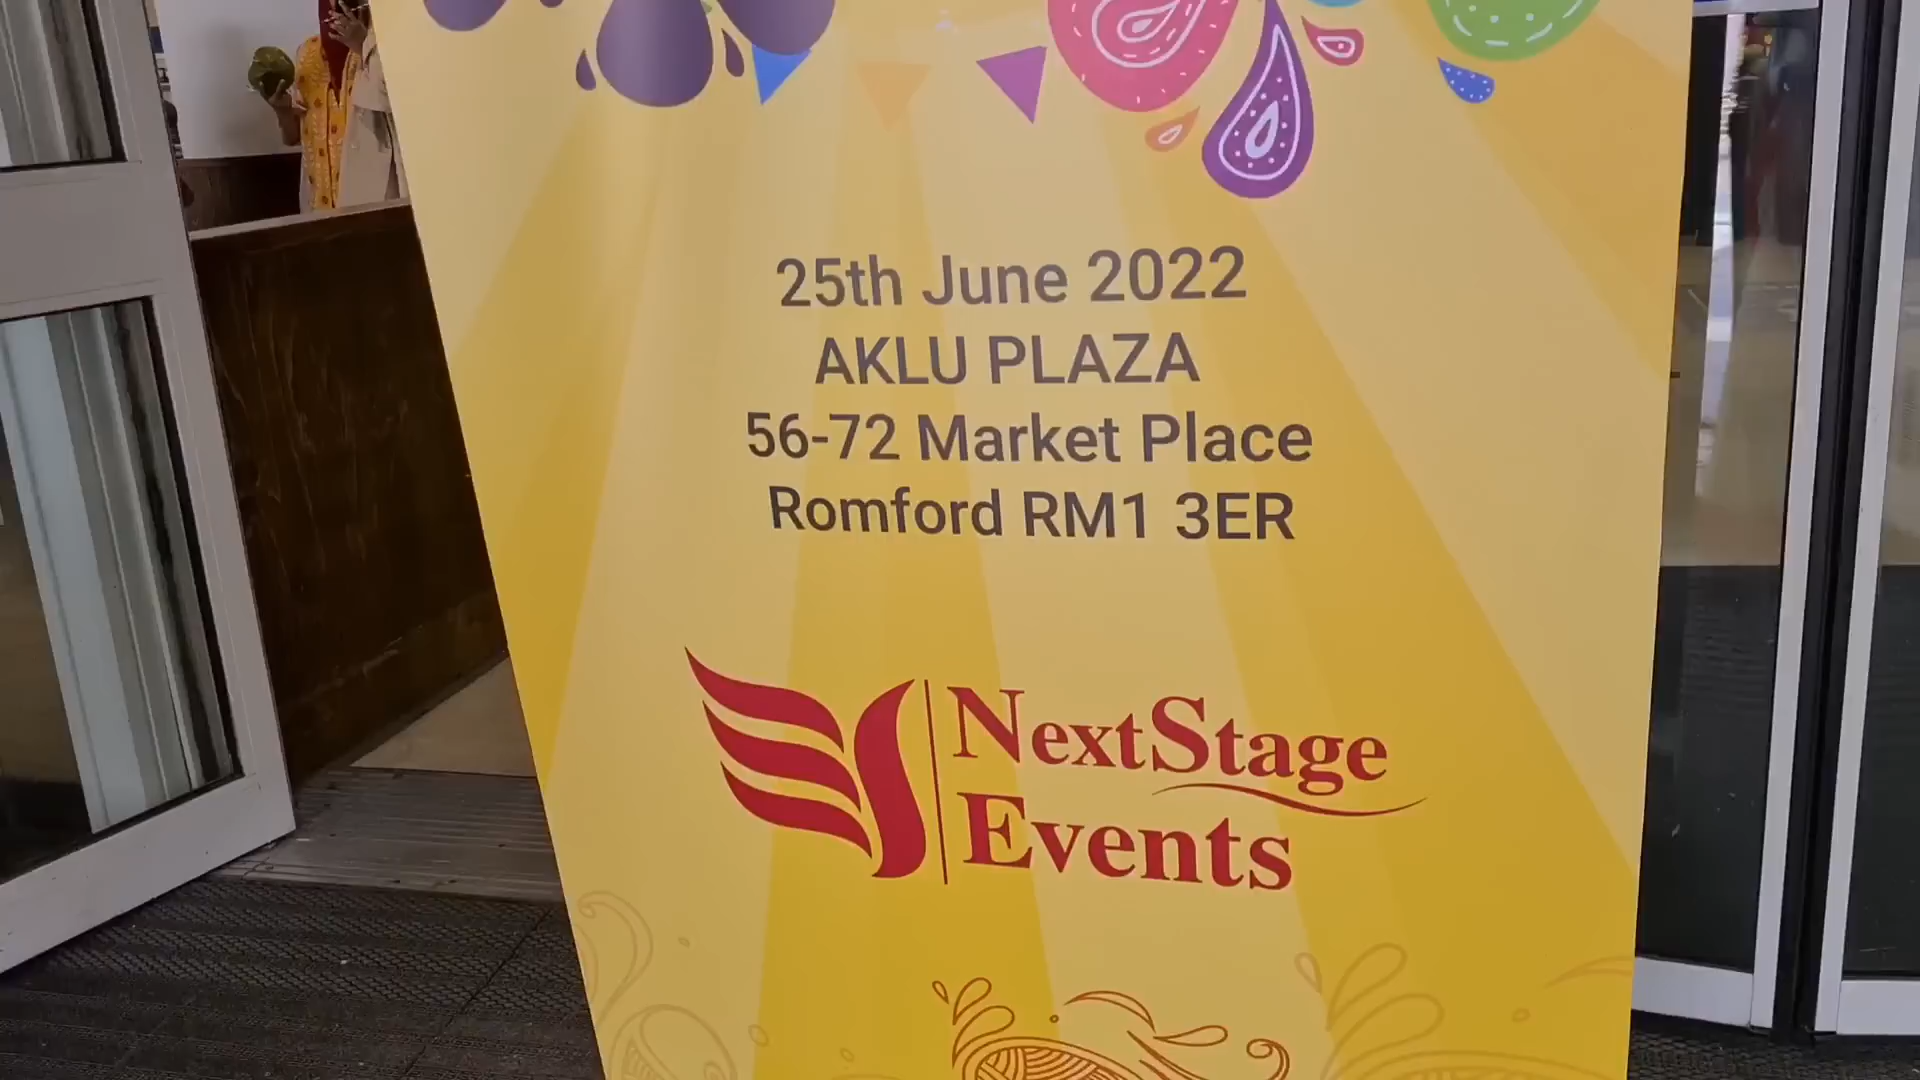 25th June 2022
AKLU PLAZA
56-72 Market Place
Romford RM1 3ER
NextStage
Events